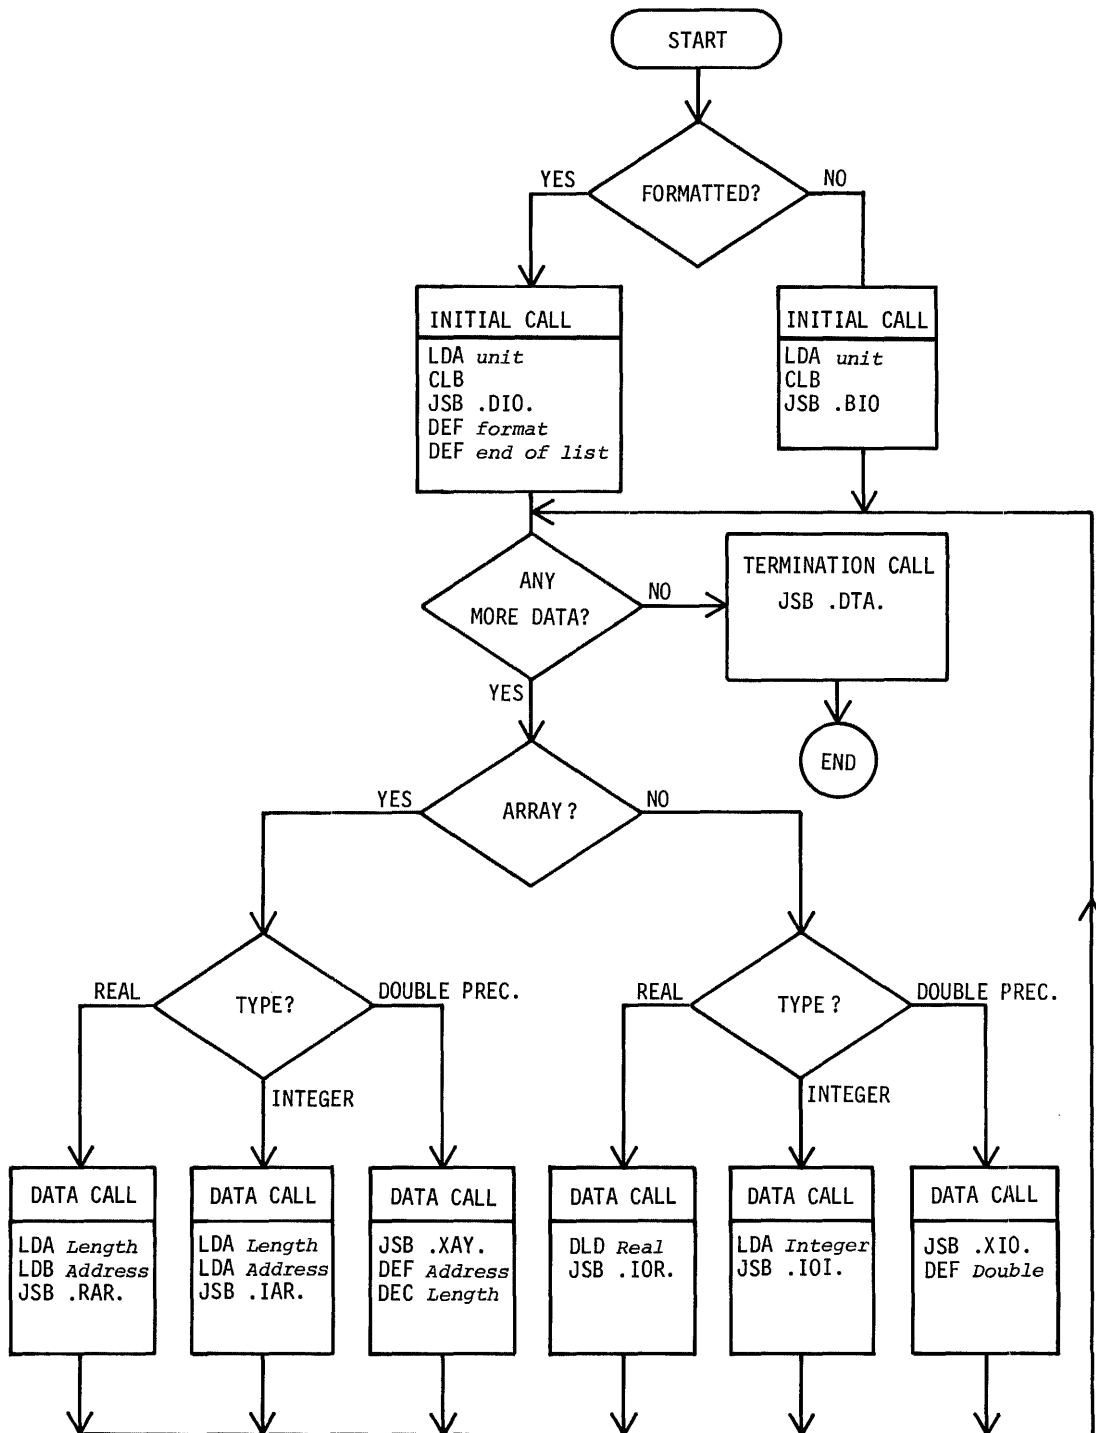 START
FORMATTED?
YES
NO
INITIAL CALL
LDA unit
CLB
JSB .DIO.
DEF format
DEF end of list
INITIAL CALL
LDA unit
CLB
JSB .BIO
ANY
MORE DATA?
NO
YES
TERMINATION CALL
JSB .DTA.
END
ARRAY?
YES
NO
TYPE?
REAL
DOUBLE PREC.
INTEGER
TYPE?
REAL
DOUBLE PREC.
INTEGER
DATA CALL
LDA Length
LDB Address
JSB .RAR.
DATA CALL
LDA Length
LDA Address
JSB .IAR.
DATA CALL
JSB .XAY.
DEF Address
DEC Length
DATA CALL
DLD Real
JSB .IOR.
DATA CALL
LDA Integer
JSB .IOI.
DATA CALL
JSB .XIO.
DEF Double